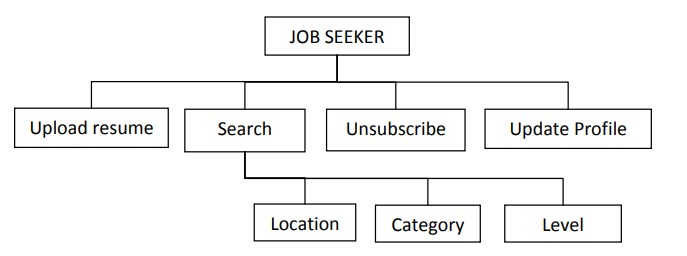 JOB SEEKER
Upload resume
Search
Unsubscribe
Update Profile
Location
Category
Level